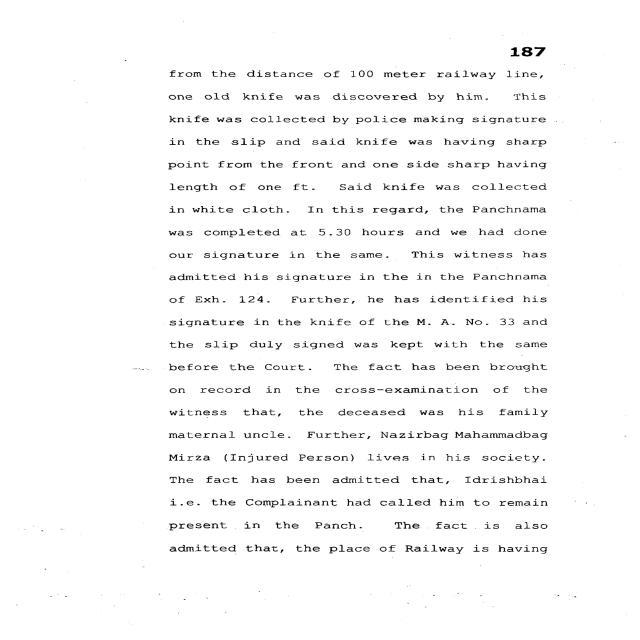 187
from the distance of 100 meter railway line,
one old knife was discovered by him. This
knife was collected by police making signature
in the slip and said knife was having sharp
point from the front and one side sharp having
length of one ft. Said knife was collected
in white cloth. In this regard, the Panchnama
was completed at 5.30 hours and we had done
our signature in the same. This witness has
admitted his signature in the in the Panchnama
of Exh. 124. Further, he has identified his
signature in the knife of the M. A. No. 33 and
the slip duly signed was kept with the same
before the Court. The fact has been brought
on record in the cross-examination of the
witness that, the deceased was his family
maternal uncle. Further, Nazirbag Mahammadbag
Mirza (Injured Person) lives in his society.
The fact has been admitted that, Idrishbhai
i.e. the Complainant had called him to remain
present in the Panch. The fact is also
admitted that, the place of Railway is having